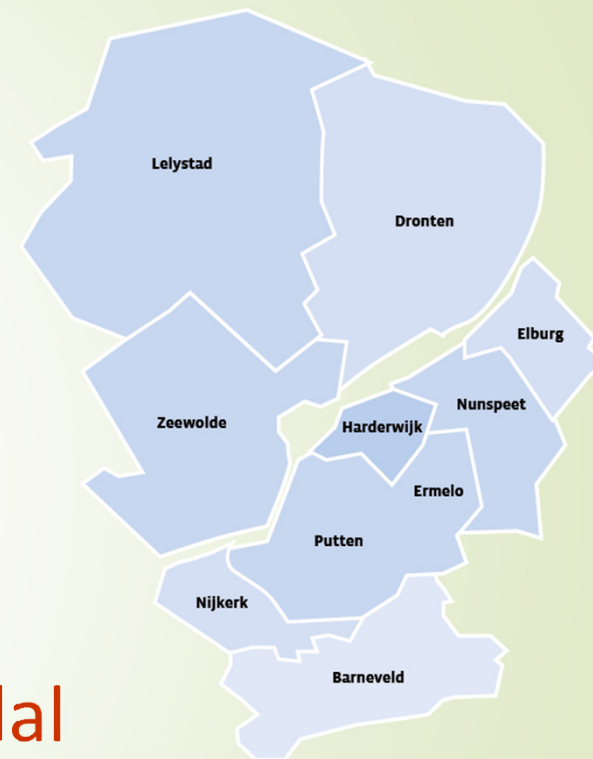 Lelystad
Dronten
Elburg
Nunspeet
Zeewolde
Harderwijk
Ermelo
Putten
Nijkerk
Barneveld